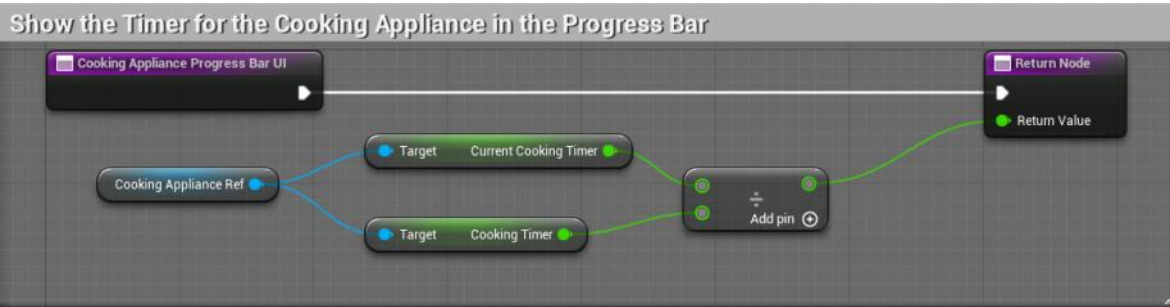 Show the Timer for the Cooking Appliance in the Progress Bar
Cooking Appliance Progress Bar UI
Return Node
Return Value
Target Current Cooking Timer
Cooking Appliance Ref
÷
Add pin
Target Cooking Timer